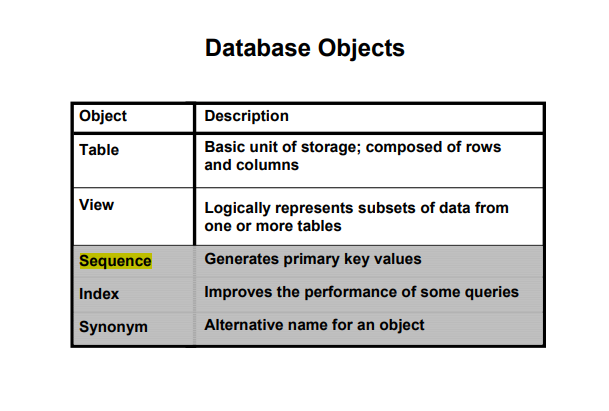 Database Objects
Object Description
Table Basic unit of storage; composed of rows
and columns
View Logically represents subsets of data from
one or more tables
Sequence Generates primary key values
Index Improves the performance of some queries
Synonym Alternative name for an object